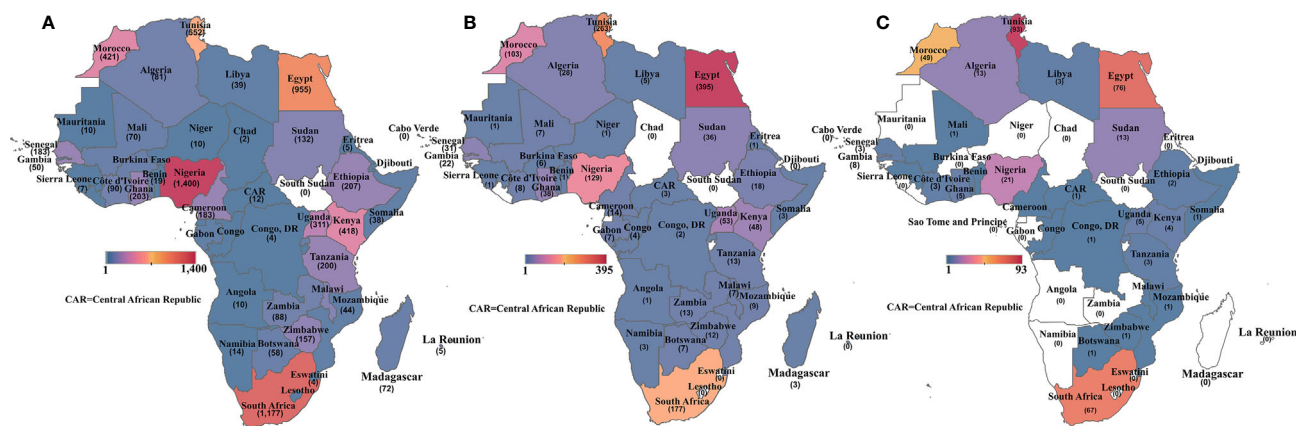 A
Tunisia
(652)
Morocco
(421)
Algeria
(81)
Libya
(39)
Egypt
(955)
Mauritania
(10)
Mali
(70)
Niger
(10)
Chad
(2)
Sudan
(132)
Eritrea
(5)
Cabo Verde
(0)
Senegal
(183)
Gambia
(50)
Burkina Faso
(19)
Djibouti
Sierra Leone
(7)
Côte d'Ivoire
(90)
Ghana
(203)
Benin
Nigeria
(1,400)
South Sudan
(0)
Ethiopia
(207)
CAR
(12)
Cameroon
(183)
Somalia
(38)
Uganda
(311)
Kenya
(418)
Gabon
Congo
Congo, DR
(4)
1
1,400
Tanzania
(200)
CAR=Central African Republic
Angola
(10)
Malawi
Zambia
(88)
Mozambique
(44)
Zimbabwe
(157)
Namibia
(14)
Botswana
(58)
La Reunion
(5)
Madagascar
(72)
Eswatini
(4)
Lesotho
South Africa
(1,177)
B
Tunisia
(263)
Morocco
(103)
Algeria
(28)
Libya
(5)
Egypt
(395)
Mauritania
(1)
Mali
(7)
Niger
(1)
Chad
(0)
Sudan
(36)
Eritrea
(1)
Cabo Verde
(0)
Senegal
(31)
Gambia
(22)
Burkina Faso
(6)
Djibouti
(0)
Sierra Leone
(1)
Côte d'Ivoire
(8)
Ghana
(38)
Benin
(1)
Nigeria
(129)
South Sudan
(0)
Ethiopia
(18)
CAR
(3)
Cameroon
(14)
Somalia
(3)
Uganda
(53)
Kenya
(48)
Gabon
(7)
Congo
(4)
Congo, DR
(2)
1
395
Tanzania
(13)
CAR=Central African Republic
Angola
(1)
Malawi
(7)
Zambia
(13)
Mozambique
(9)
Zimbabwe
(12)
Namibia
(3)
Botswana
(7)
La Reunion
(0)
Madagascar
(3)
Eswatini
(0)
Lesotho
(0)
South Africa
(177)
C
Tunisia
(93)
Morocco
(49)
Algeria
(13)
Libya
(3)
Egypt
(76)
Mauritania
(0)
Mali
(1)
Niger
(0)
Chad
(0)
Sudan
(13)
Eritrea
(0)
Senegal
(3)
Gambia
(8)
Burkina Faso
(0)
Djibouti
Sierra Leone
(0)
Côte d'Ivoire
(3)
Ghana
(5)
Benin
Nigeria
(21)
South Sudan
(0)
Ethiopia
(2)
CAR
(1)
Cameroon
Sao Tome and Principe
(0)
Somalia
(1)
Uganda
(5)
Kenya
(4)
Gabon
(0)
Congo
Congo, DR
(1)
1
93
Tanzania
(3)
CAR=Central African Republic
Angola
(0)
Malawi
Zambia
(0)
Mozambique
(1)
Zimbabwe
(1)
Namibia
(0)
Botswana
(1)
La Reunion
(0)
Madagascar
(0)
Eswatini
(0)
Lesotho
(0)
South Africa
(67)